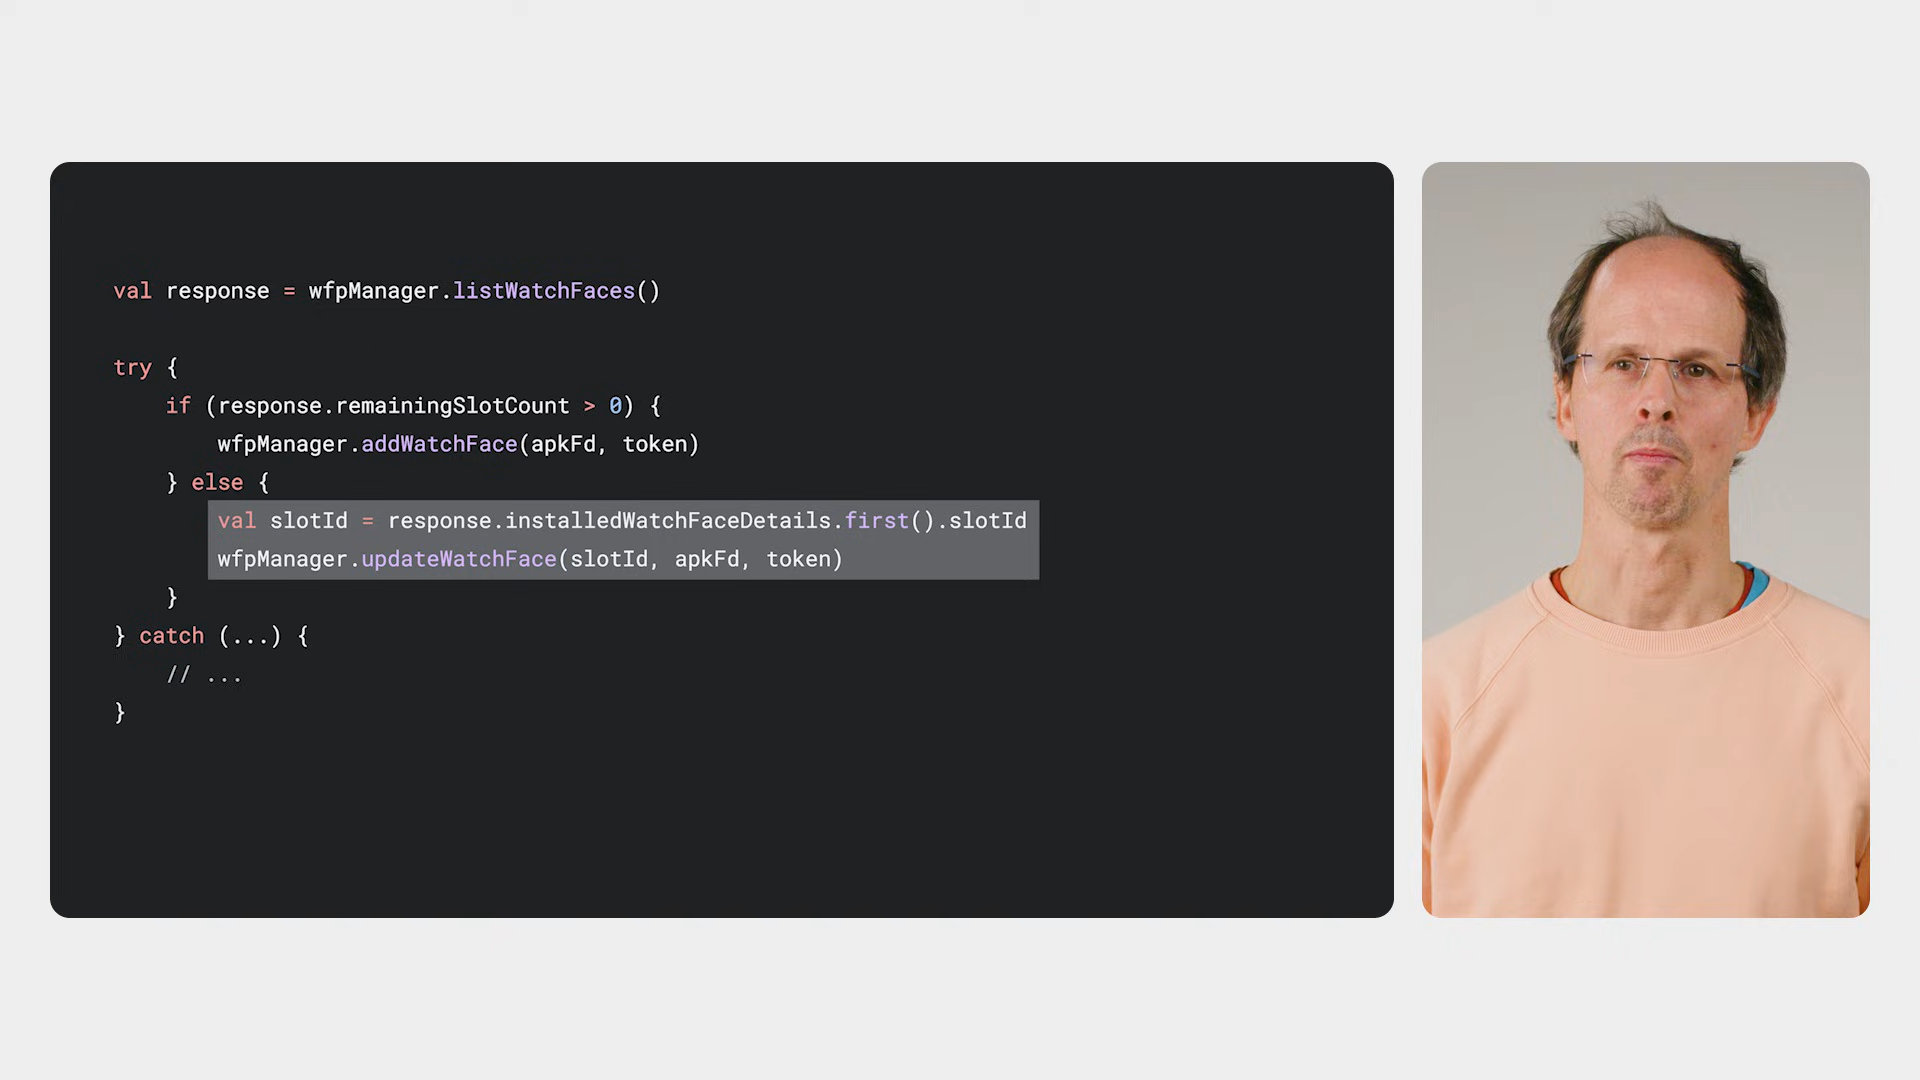 val response = wfpManager.listWatchFaces()
try {
if (response.remainingSlotCount > 0) {
wfpManager.addWatchFace(apkFd, token)
} else {
val slotId = response.installedWatchFaceDetails.first().slotId
wfpManager.updateWatchFace(slotId, apkFd, token)
}
} catch (...) {
// ...
}